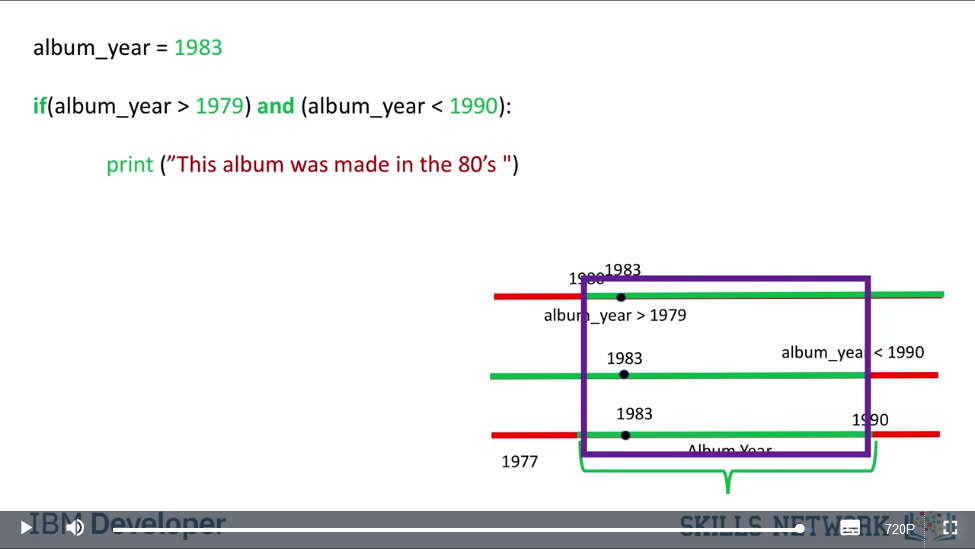 album_year = 1983
if(album_year > 1979) and (album_year < 1990):
print (”This album was made in the 80’s ")
1980
1983
album_year > 1979
1983
album_year < 1990
1983
1990
Album Year
1977
IBM Developer
SKILLS NETWORK
720P